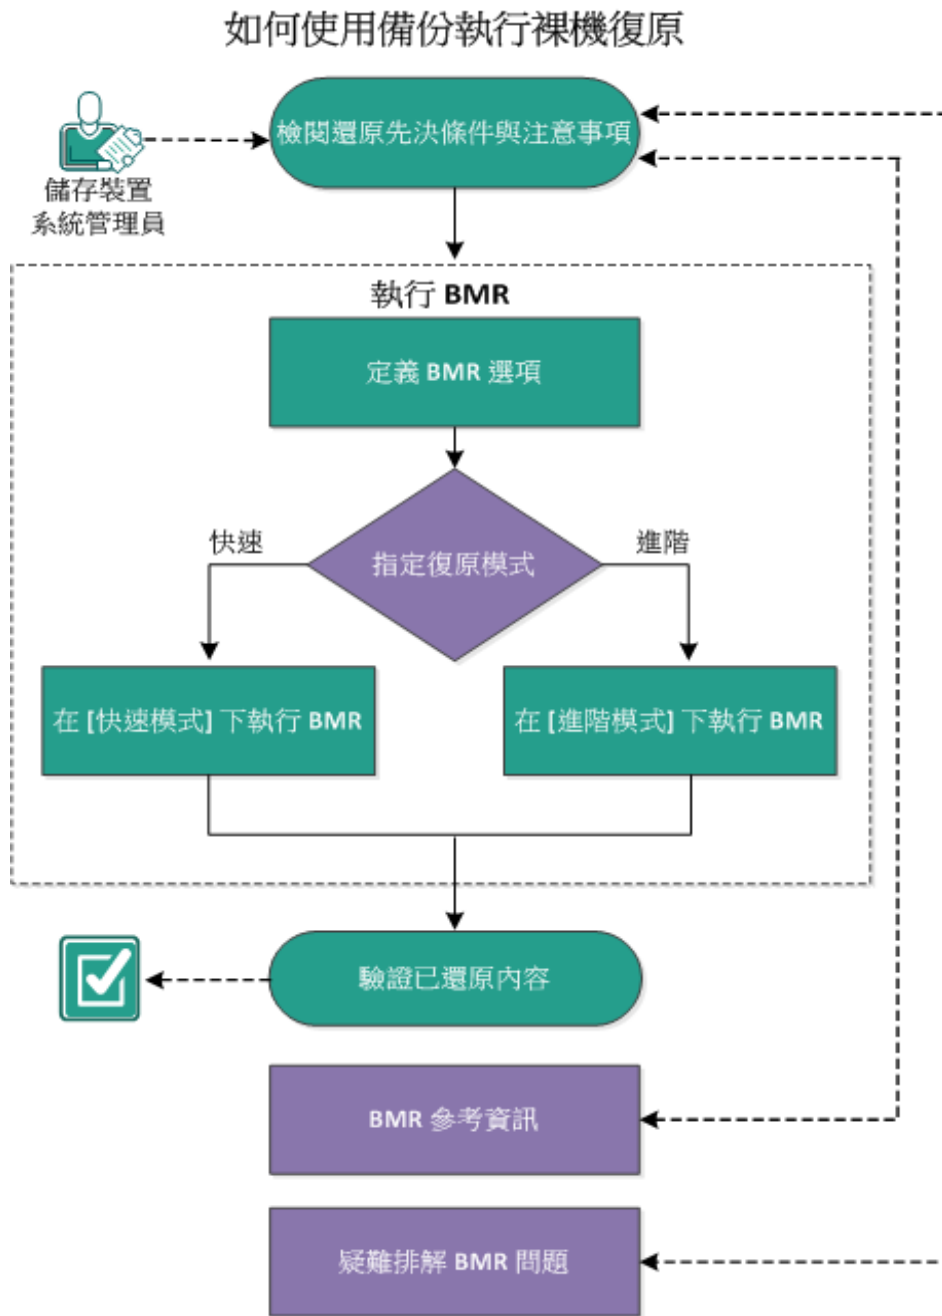 如何使用備份執行裸機復原
檢閱還原先決條件與注意事項
儲存裝置
系統管理員
執行 BMR
定義 BMR 選項
指定復原模式
快速
進階
在 [快速模式] 下執行 BMR
在 [進階模式] 下執行 BMR
驗證已還原內容
BMR 參考資訊
疑難排解 BMR 問題